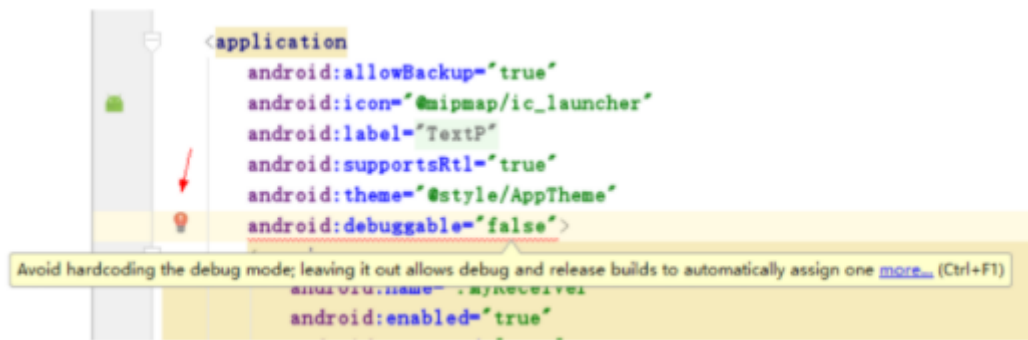 <application
android:allowBackup="true"
android:icon="@mipmap/ic_launcher"
android:label="TextP"
android:supportsRtl="true"
android:theme="@style/AppTheme"
android:debuggable="false">
Avoid hardcoding the debug mode; leaving it out allows debug and release builds to automatically assign one more... (Ctrl+F1)
android:name=".MyReceiver"
android:enabled="true"